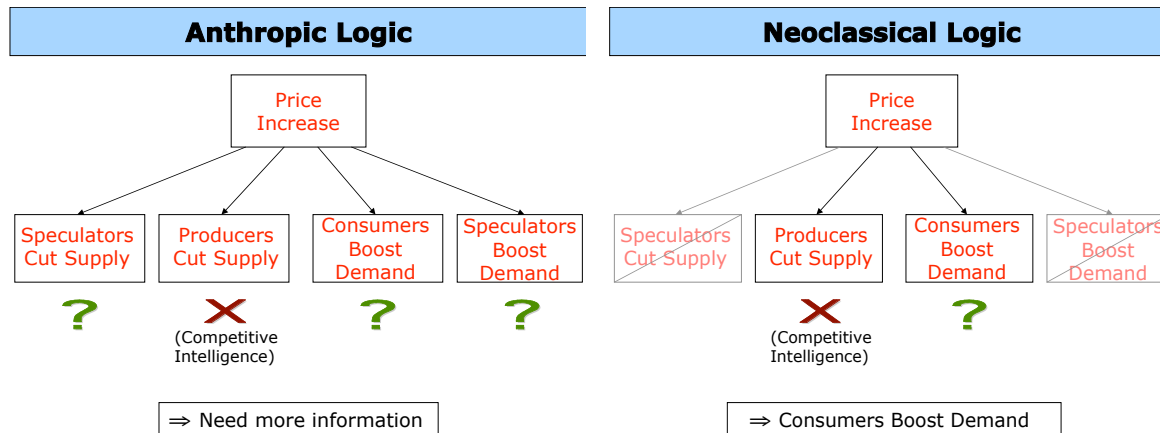 Anthropic Logic
Price
Increase
Speculators
Cut Supply
Producers
Cut Supply
Consumers
Boost
Demand
Speculators
Boost
Demand
?
X
?
?
(Competitive
Intelligence)
⇒ Need more information
Neoclassical Logic
Price
Increase
Speculators
Cut Supply
Producers
Cut Supply
Consumers
Boost
Demand
Speculators
Boost
Demand
X
?
(Competitive
Intelligence)
⇒ Consumers Boost Demand